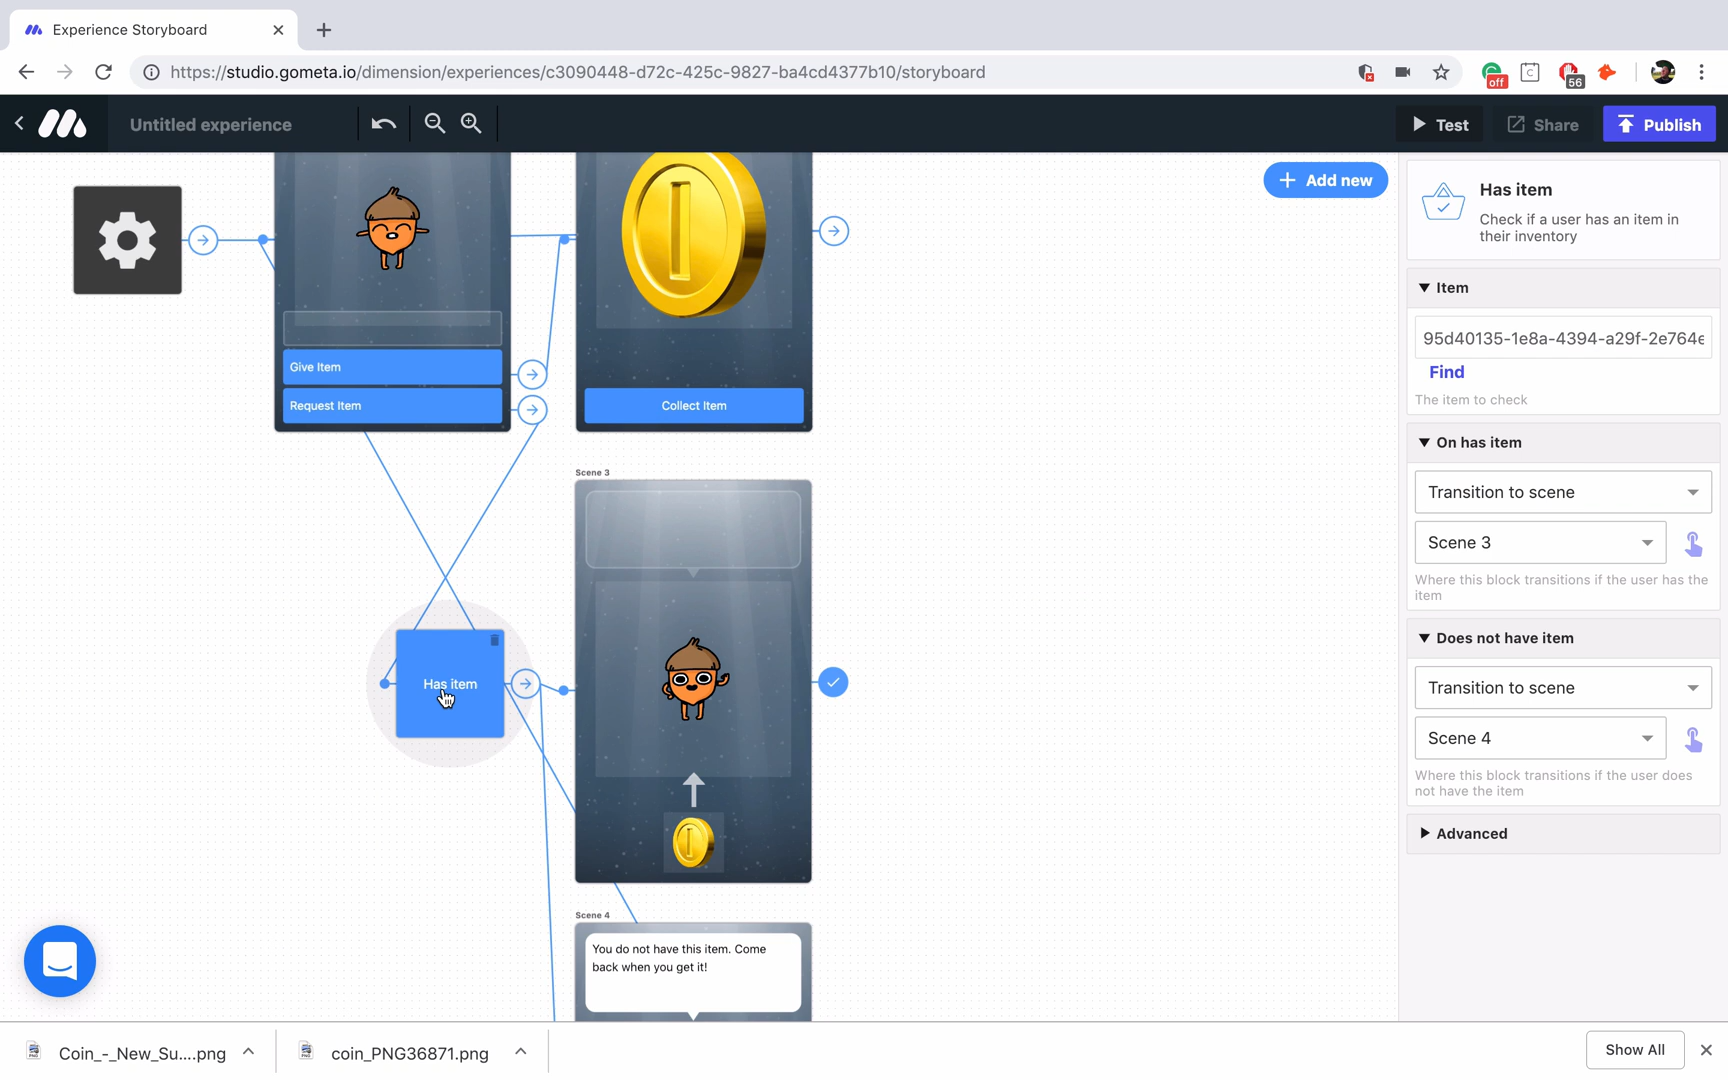 Experience Storyboard
https://studio.gometa.io/dimension/experiences/c3090448-d72c-425c-9827-ba4cd4377b10/storyboard
off
C
56
Untitled experience
Test
Share
Publish
Add new
Give Item
Request Item
Collect Item
Scene 3
Has item
Scene 4
You do not have this item. Come
back when you get it!
Has item
Check if a user has an item in
their inventory
Item
95d40135-1e8a-4394-a29f-2e764e
Find
The item to check
On has item
Transition to scene
Scene 3
Where this block transitions if the user has the
item
Does not have item
Transition to scene
Scene 4
Where this block transitions if the user does
not have the item
Advanced
Coin_-_New_Su....png
coin_PNG36871.png
Show All